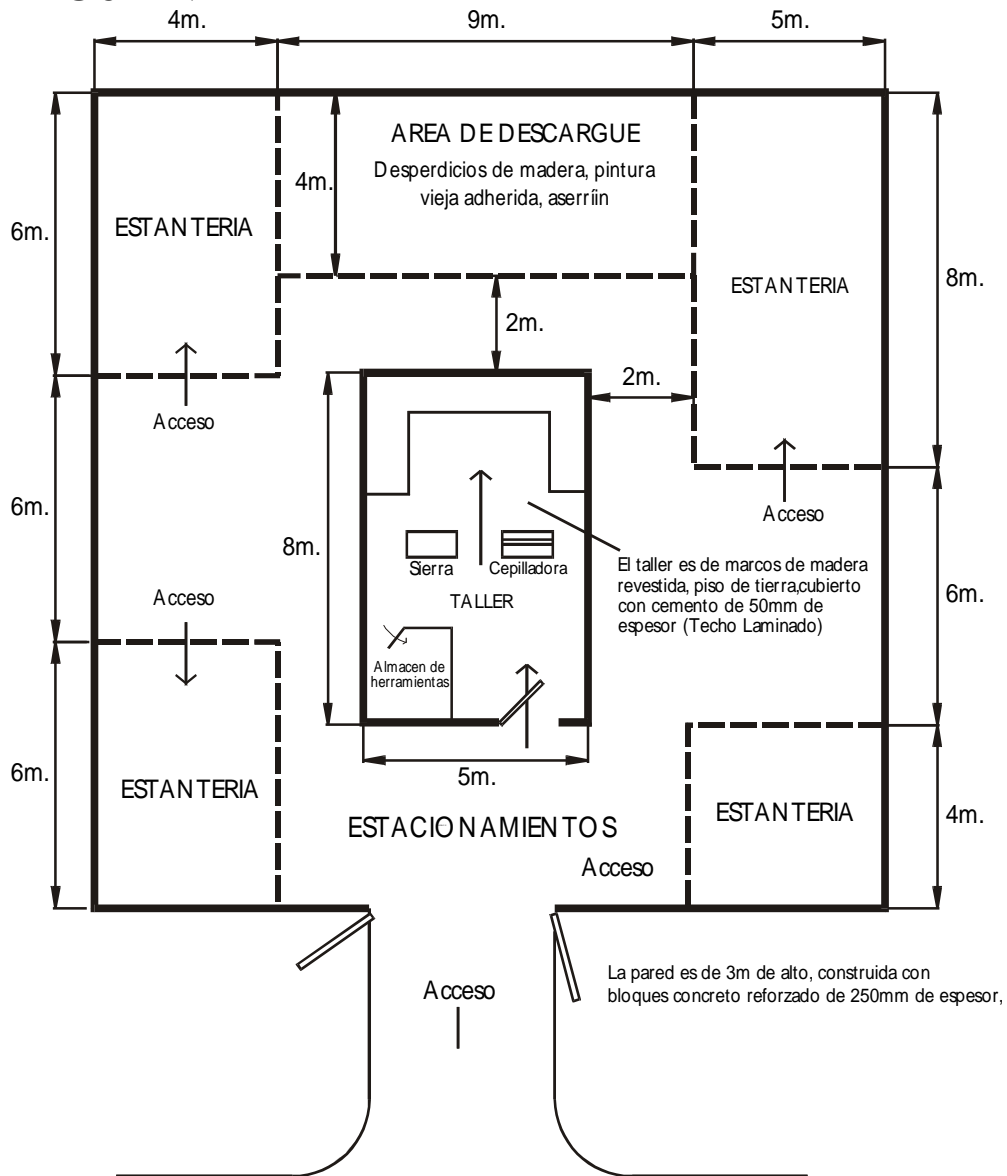 4m.
9m.
5m.
AREA DE DESCARGUE
Desperdicios de madera, pintura
vieja adherida, aserríin
4m.
6m.
ESTANTERIA
ESTANTERIA
8m.
2m.
2m.
Acceso
Acceso
6m.
8m.
Sierra
Cepilladora
TALLER
El taller es de marcos de madera
revestida, piso de tierra,cubierto
con cemento de 50mm de
espesor (Techo Laminado)
6m.
Acceso
Almacen de
herramientas
6m.
ESTANTERIA
5m.
ESTANTERIA
4m.
ESTACIONAMIENTOS
Acceso
La pared es de 3m de alto, construida con
bloques concreto reforzado de 250mm de espesor,
Acceso